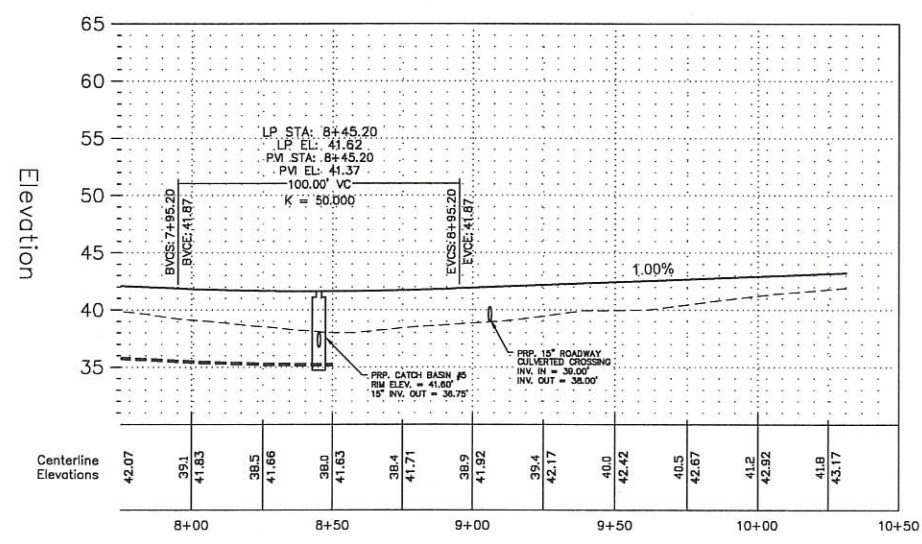 65
60
55
50
45
40
35
Elevation
LP STA: 8+45.20
LP EL: 41.62
PVI STA: 8+45.20
PVI EL: 41.37
100.00' VC
K = 50.000
BVCS: 7+95.20
BVCE: 41.87
EVCS: 8+95.20
EVCE: 41.87
1.00%
PRP. CATCH BASIN #5
RIM ELEV. = 41.60'
15" INV. OUT = 36.75'
PRP. 15" ROADWAY
CULVERTED CROSSING
INV. IN = 39.00'
INV. OUT = 38.00'
Centerline
Elevations
42.07
39.1
41.83
38.5
41.66
38.0
41.63
38.4
41.71
38.9
41.92
39.4
42.17
40.0
42.42
40.5
42.67
41.2
42.92
41.8
43.17
8+00
8+50
9+00
9+50
10+00
10+50